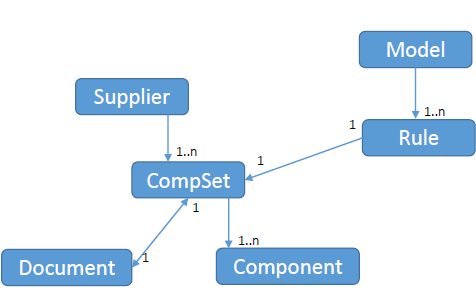 Model
Supplier
1..n
1
Rule
1..n
1
CompSet
1
1..n
1
Document
Component